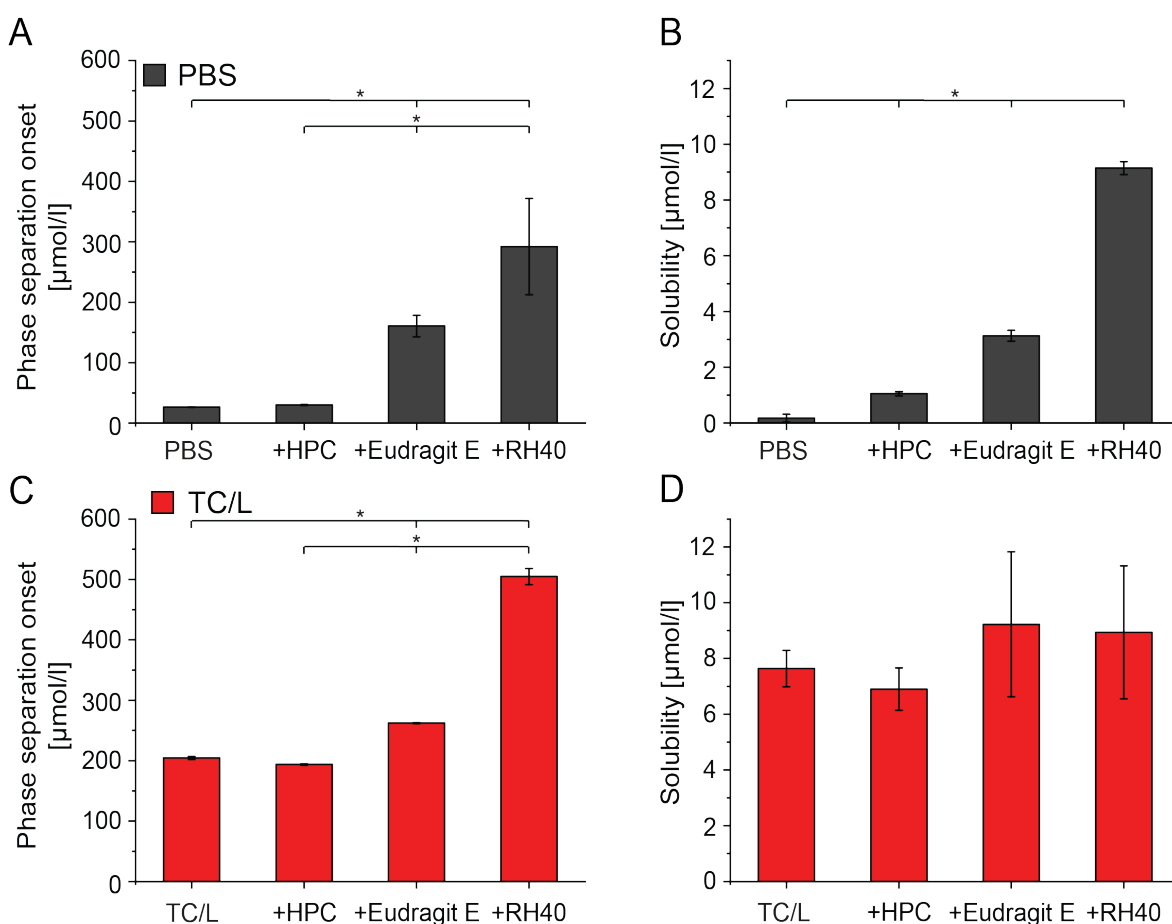 A
Phase separation onset
[µmol/l]
600
500
400
300
200
100
0
PBS
*
*
PBS
+HPC
+Eudragit E
+RH40
B
Solubility [µmol/l]
12
10
8
6
4
2
0
*
PBS
+HPC
+Eudragit E
+RH40
C
Phase separation onset
[µmol/l]
600
500
400
300
200
100
0
TC/L
*
*
TC/L
+HPC
+Eudragit E
+RH40
D
Solubility [µmol/l]
12
10
8
6
4
2
0
TC/L
+HPC
+Eudragit E
+RH40